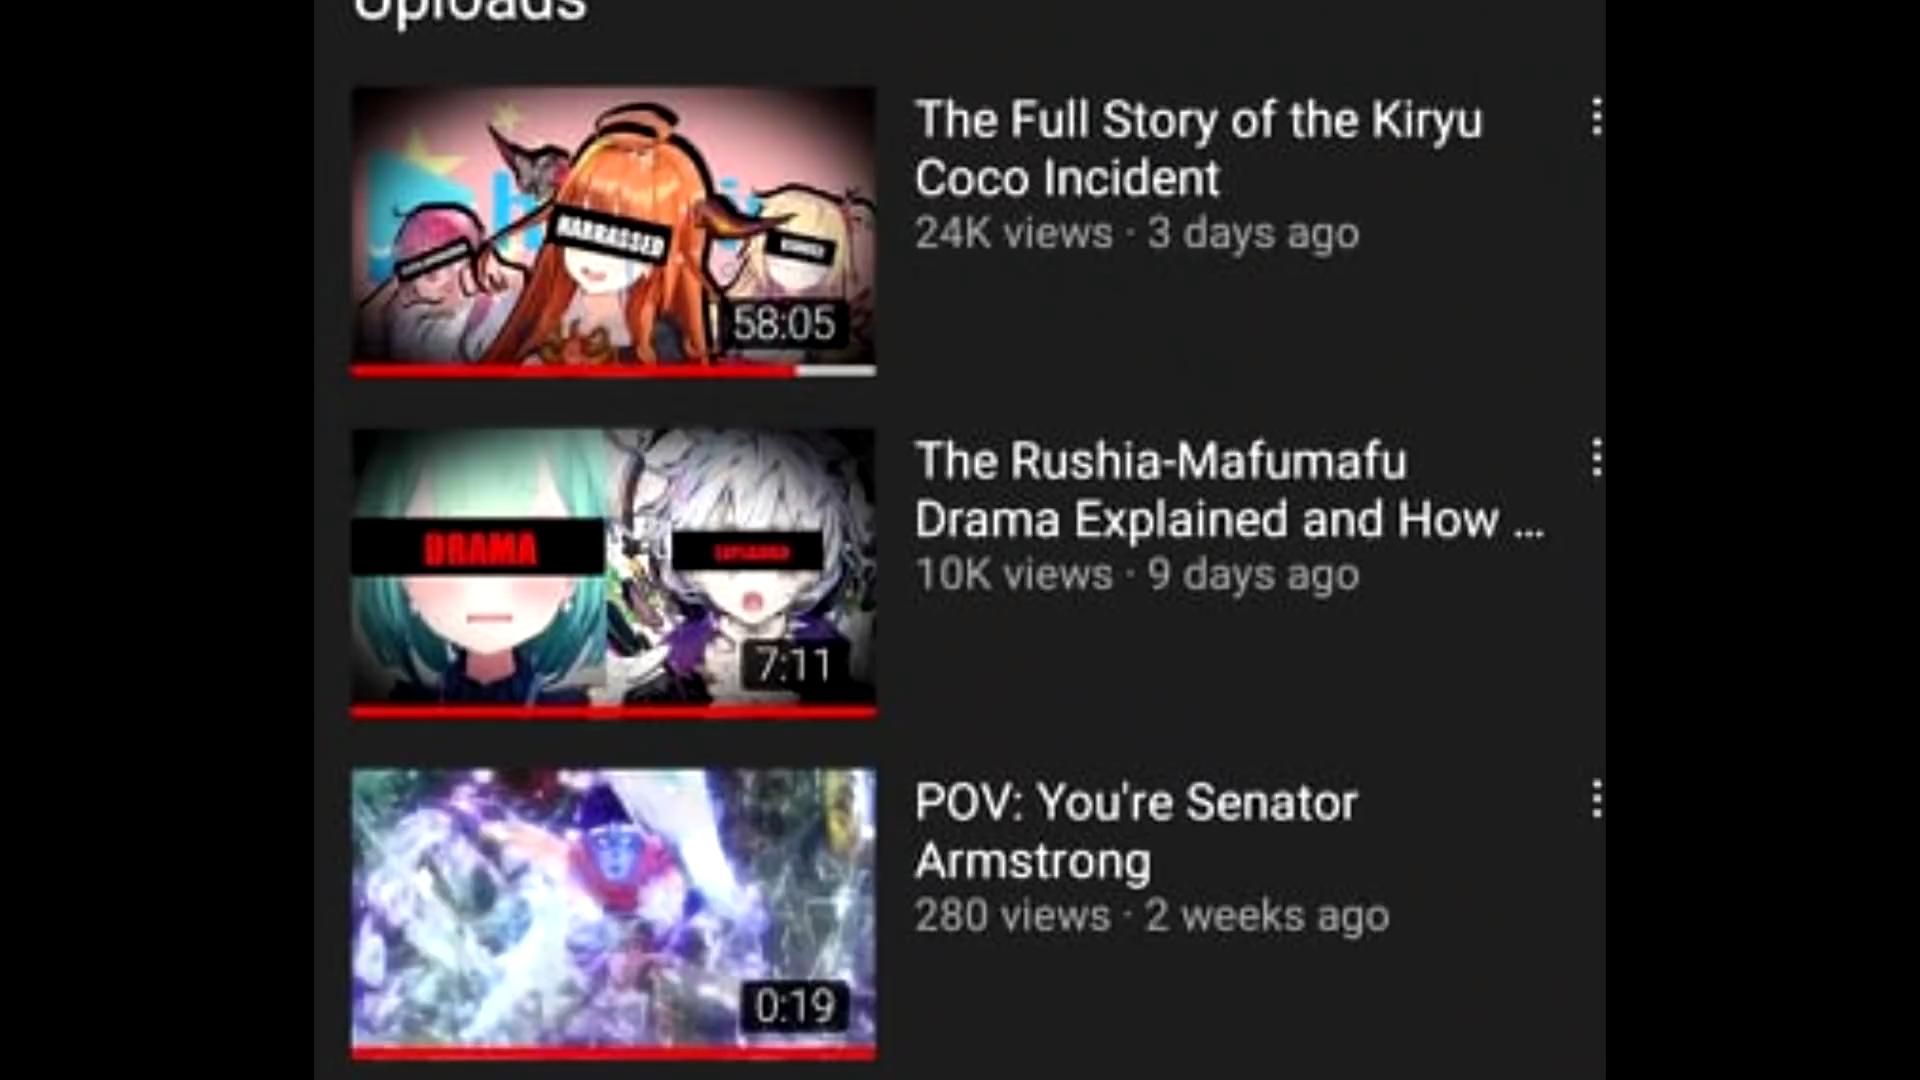 Uploads
The Full Story of the Kiryu
Coco Incident
24K views · 3 days ago
HARRASSED
58:05
The Rushia-Mafumafu
Drama Explained and How ...
10K views · 9 days ago
DRAMA
EXPLAINED
7:11
POV: You're Senator
Armstrong
280 views · 2 weeks ago
0:19